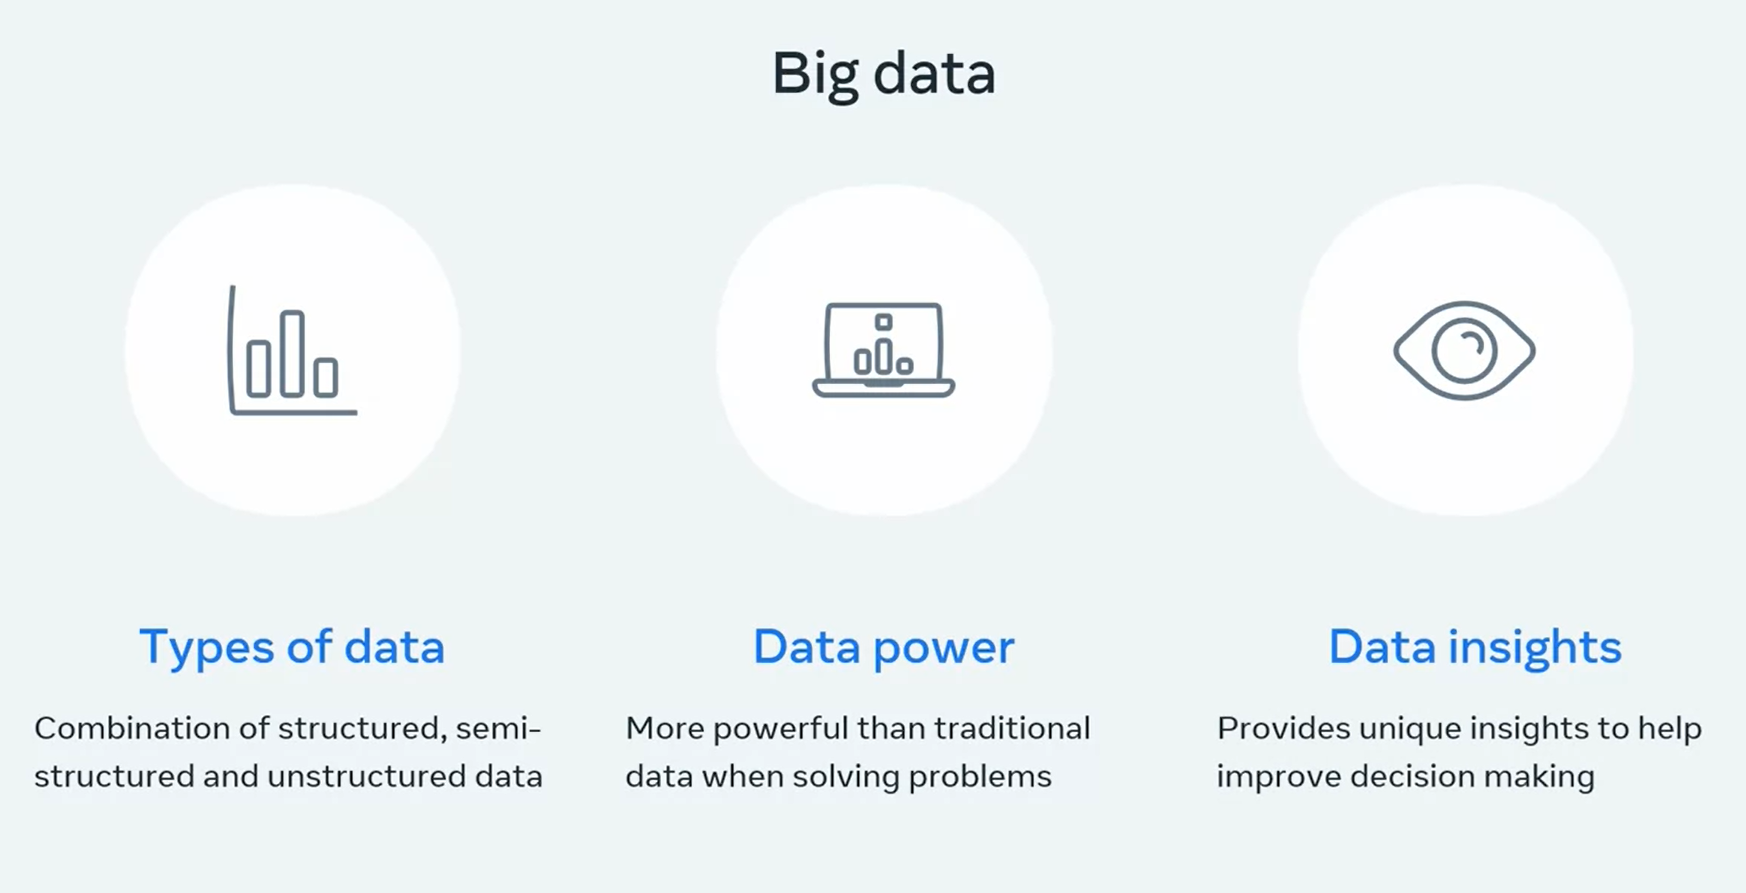 Big data
Types of data
Combination of structured, semi-
structured and unstructured data
Data power
More powerful than traditional
data when solving problems
Data insights
Provides unique insights to help
improve decision making